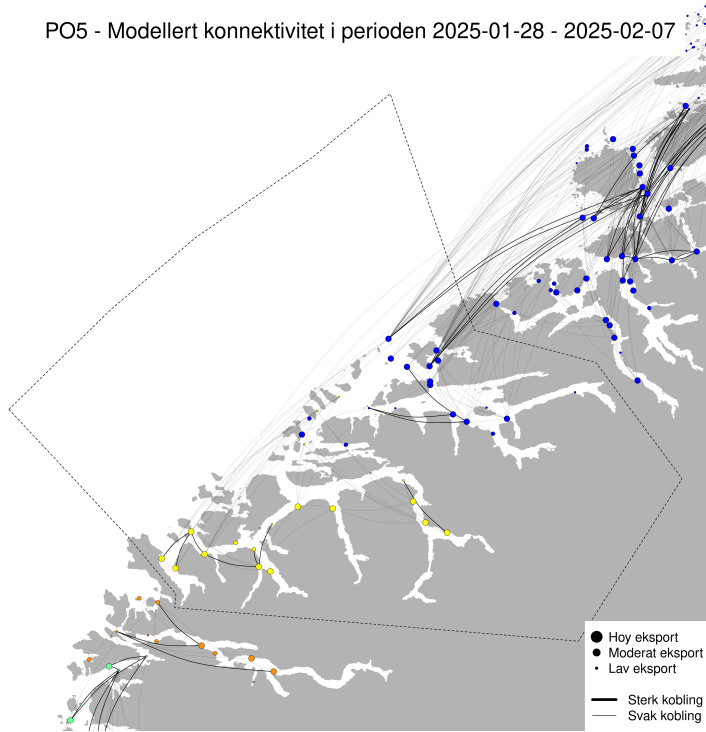 PO5 - Modellert konnektivitet i perioden 2025-01-28 - 2025-02-07
Hoy eksport
Moderat eksport
Lav eksport
Sterk kobling
Svak kobling